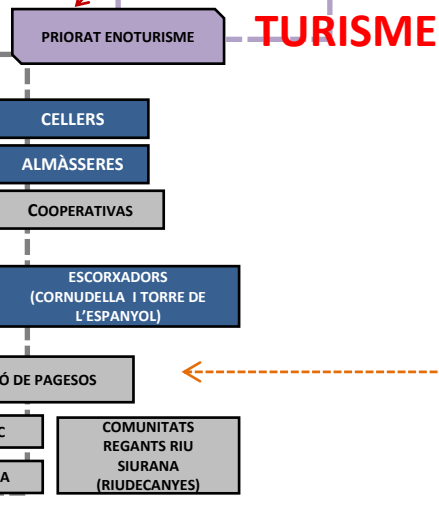 PRIORAT ENOTURISME
TURISME
CELLERS
ALMÀSSERES
COOPERATIVAS
ESCORXADORS
(CORNUDELLA I TORRE DE
L'ESPANYOL)
Ó DE PAGESOS
C
A
COMUNITATS
REGANTS RIU
SIURANA
(RIUDECANYES)